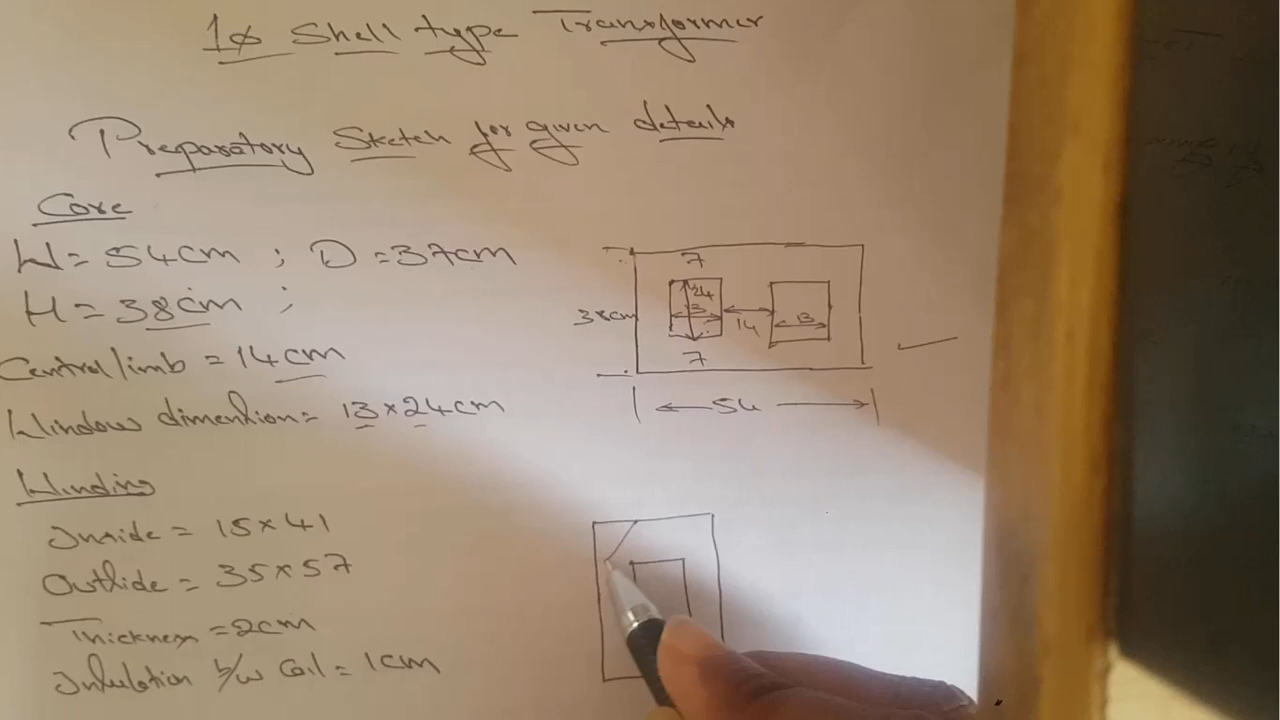 1φ Shell type Transformer
Preparatory Sketch for given details
Core
W = 54cm ; D = 37cm
H = 38cm ;
Central limb = 14cm
Window dimention = 13 × 24cm
7
24
13
38cm
14
13
7
54
Winding
Inside = 15 × 41
Outside = 35 × 57
Thickness = 2cm
Insulation b/w Coil = 1cm